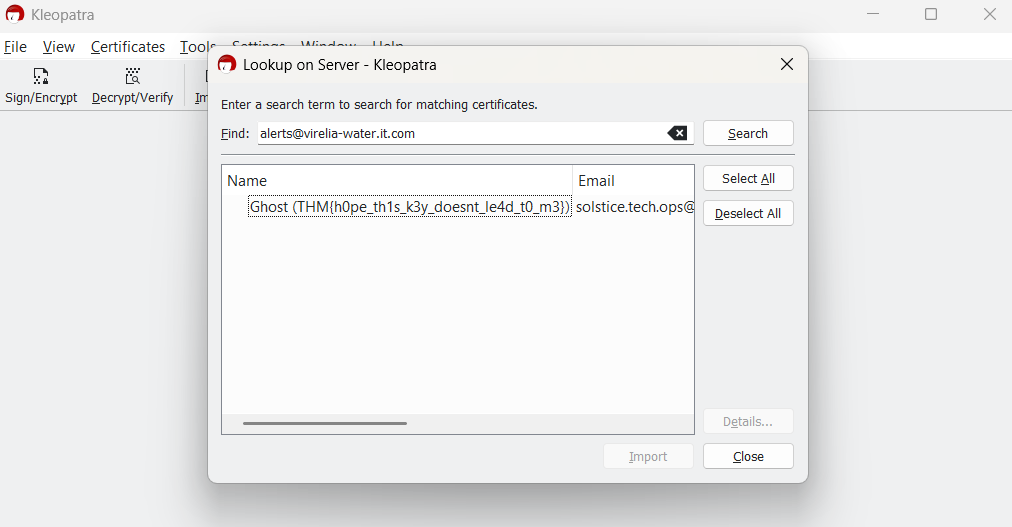 Kleopatra
File View Certificates Tools Settings Window Help
Lookup on Server - Kleopatra
Sign/Encrypt Decrypt/Verify Im
Enter a search term to search for matching certificates.
Find: alerts@virelia-water.it.com Search
Name Email Select All
Ghost (THM{h0pe_th1s_k3y_doesnt_le4d_t0_m3}) solstice.tech.ops@
Deselect All
Details...
Import Close